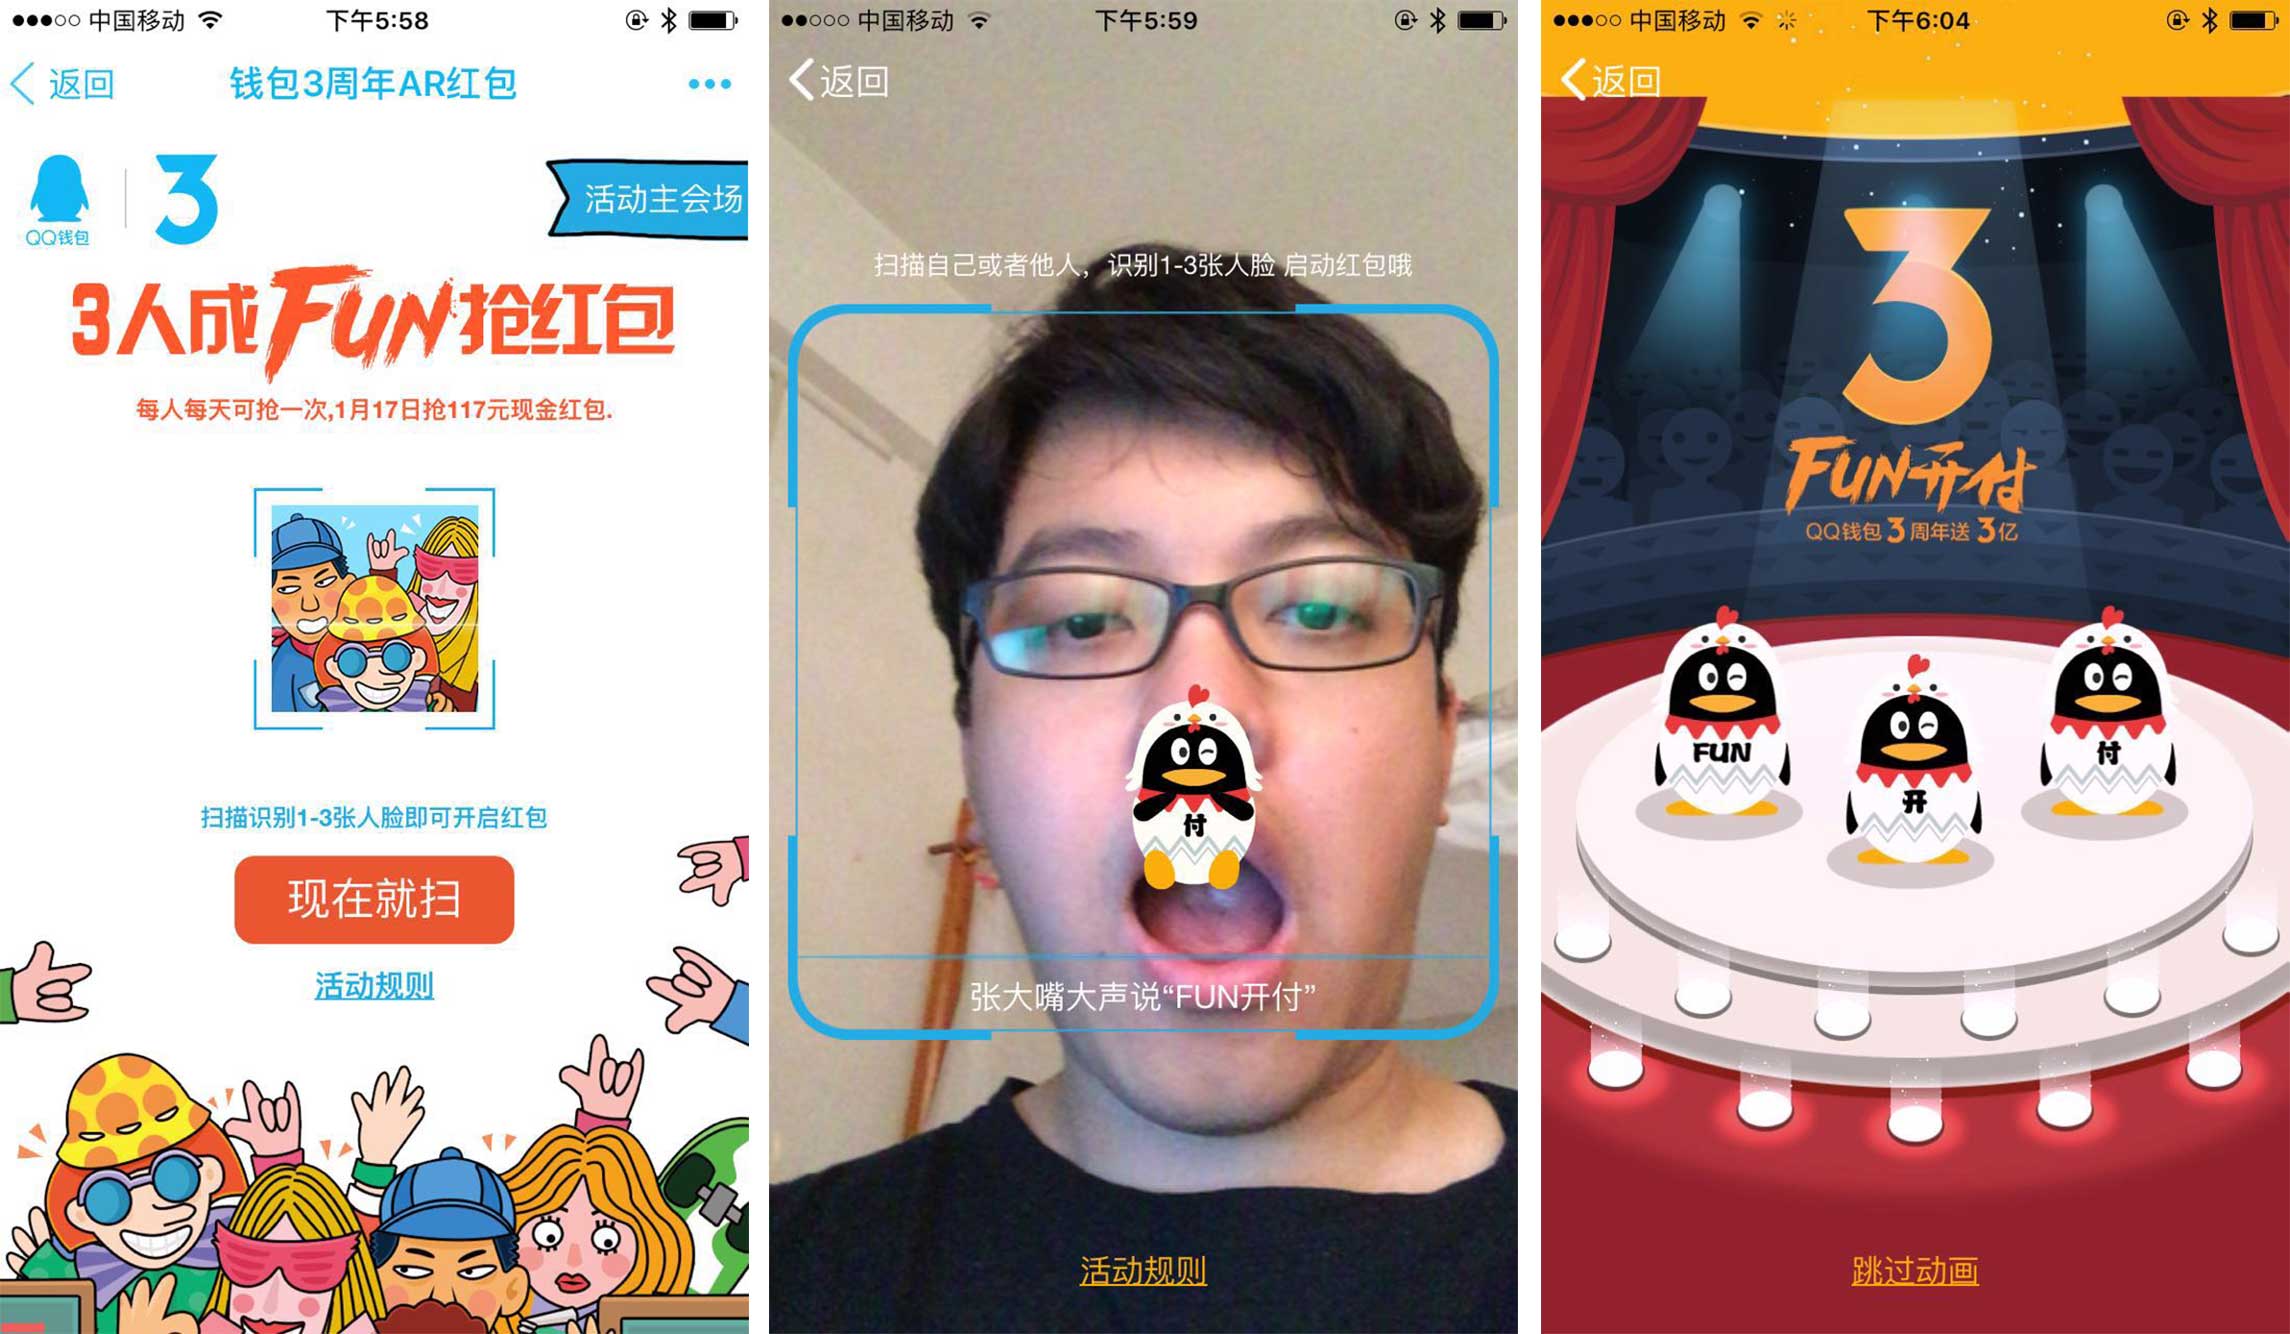 中国移动 下午5:58
返回 钱包3周年AR红包
QQ钱包 3
活动主会场
3人成FUN抢红包
每人每天可抢一次,1月17日抢117元现金红包.
扫描识别1-3张人脸即可开启红包
现在就扫
活动规则
中国移动 下午5:59
返回
扫描自己或者他人，识别1-3张人脸 启动红包哦
付
张大嘴大声说“FUN开付”
活动规则
中国移动 下午6:04
返回
3
FUN开付
QQ钱包3周年送3亿
FUN
开
付
跳过动画